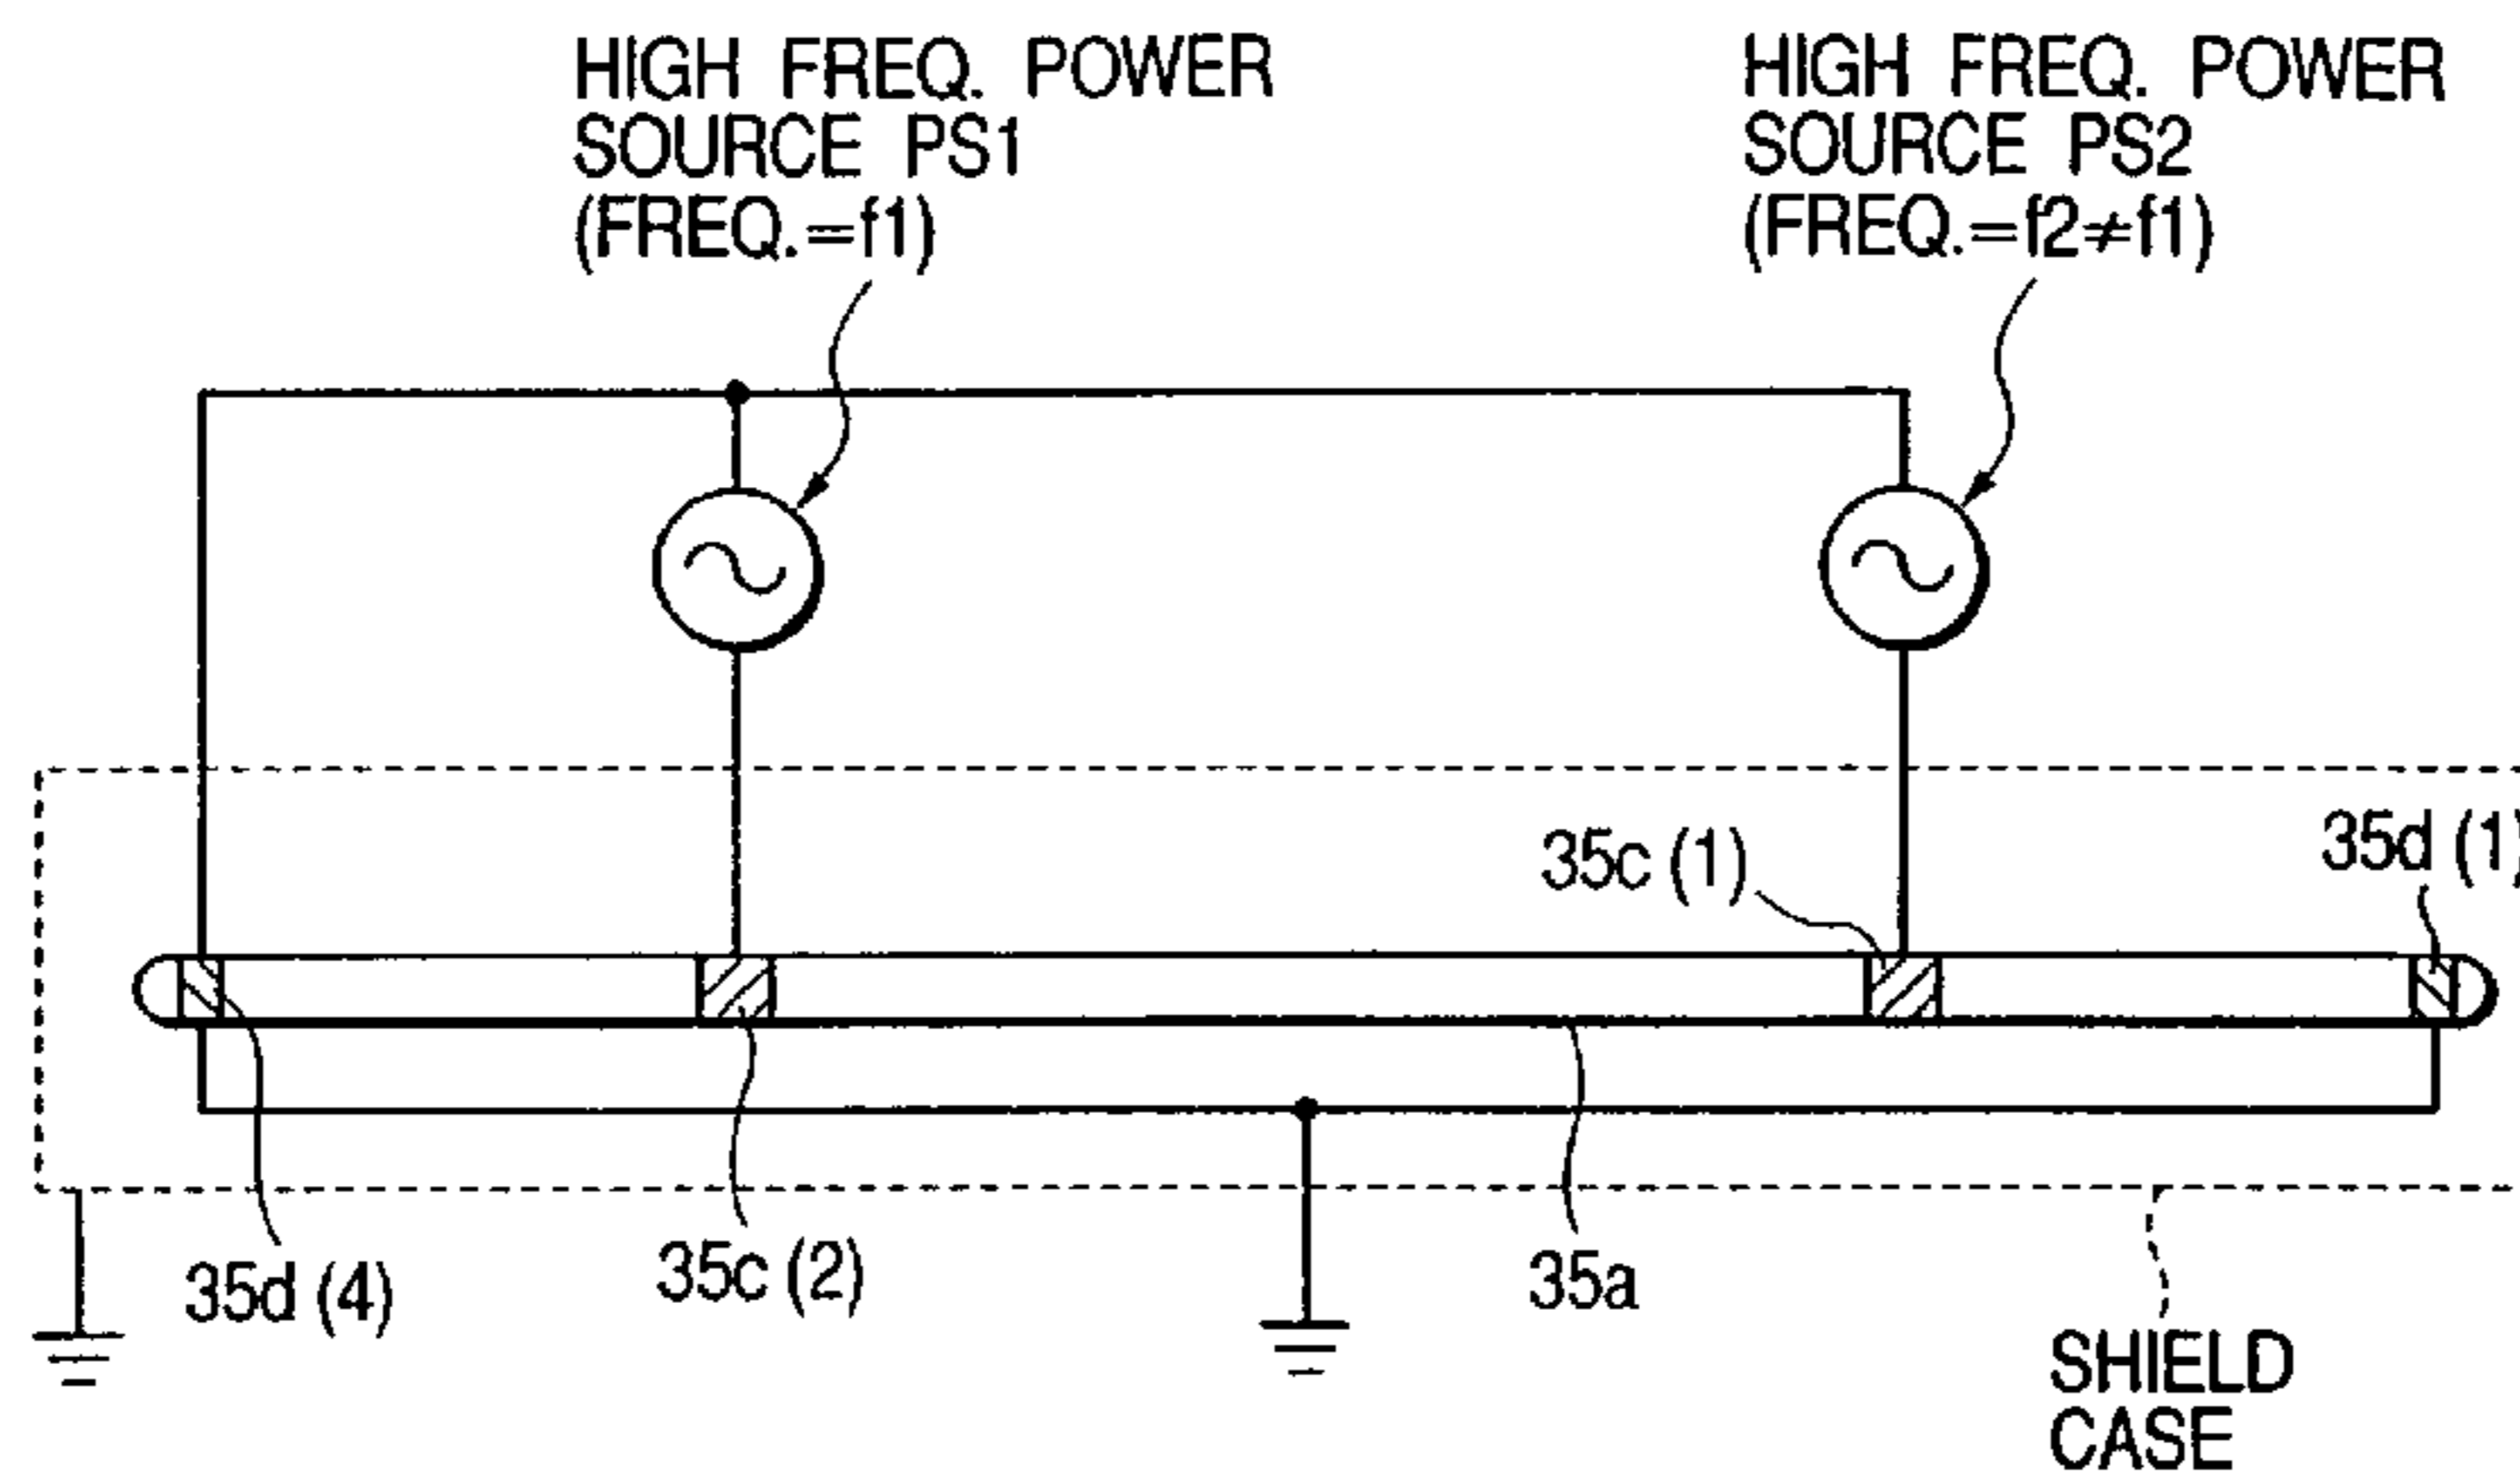 HIGH FREQ. POWER
SOURCE PS1
(FREQ.=f1)
HIGH FREQ. POWER
SOURCE PS2
(FREQ.=f2≠f1)
35c (1)
35d (1)
35d (4)
35c (2)
35a
SHIELD
CASE